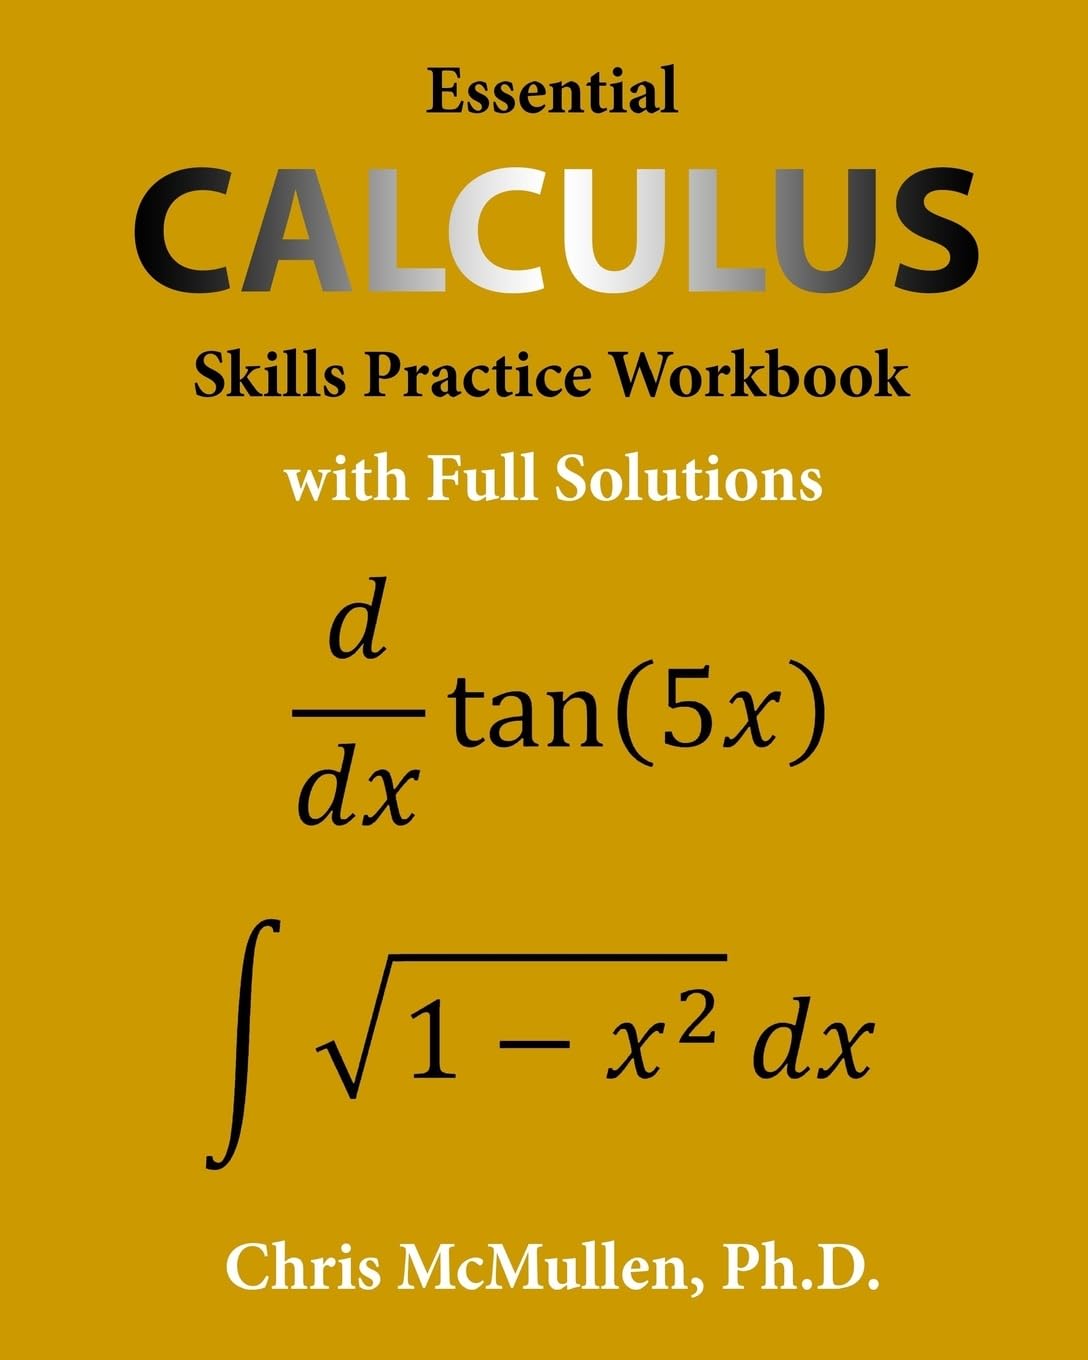 Essential
CALCULUS
Skills Practice Workbook
with Full Solutions
d/dx tan(5x)
∫ √(1 − x²) dx
Chris McMullen, Ph.D.